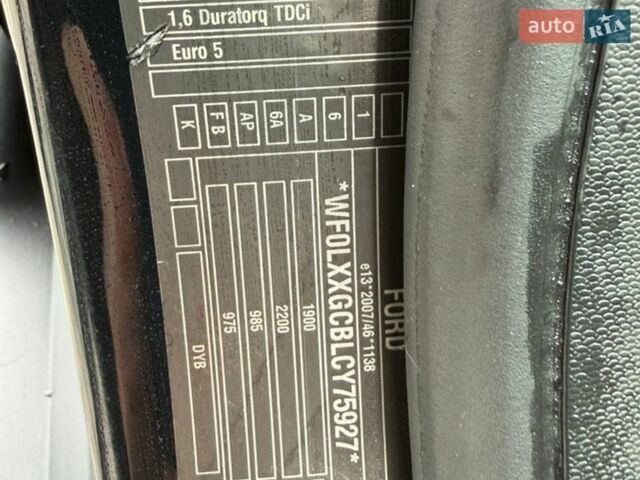 auto RIA.com
1,6 Duratorq TDCi
Euro 5
K FB AP 6A A 6 1
FORD
e13*2007/46*1138
*WF0LXXGCBLCY75927*
1900
2200
985
975
DYB